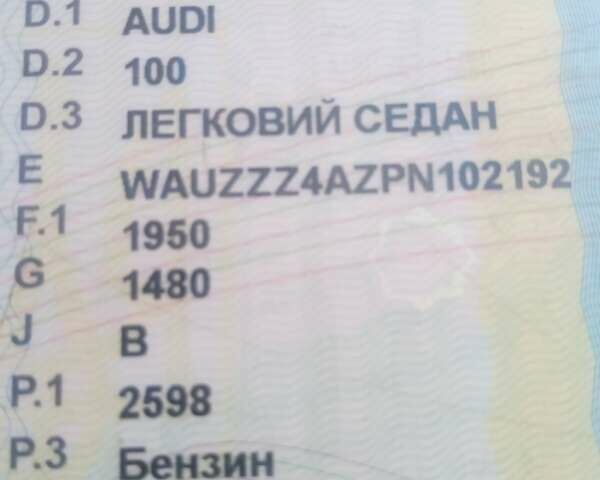 D.1 AUDI
D.2 100
D.3 ЛЕГКОВИЙ СЕДАН
E WAUZZZ4AZPN102192
F.1 1950
G 1480
J B
P.1 2598
P.3 Бензин